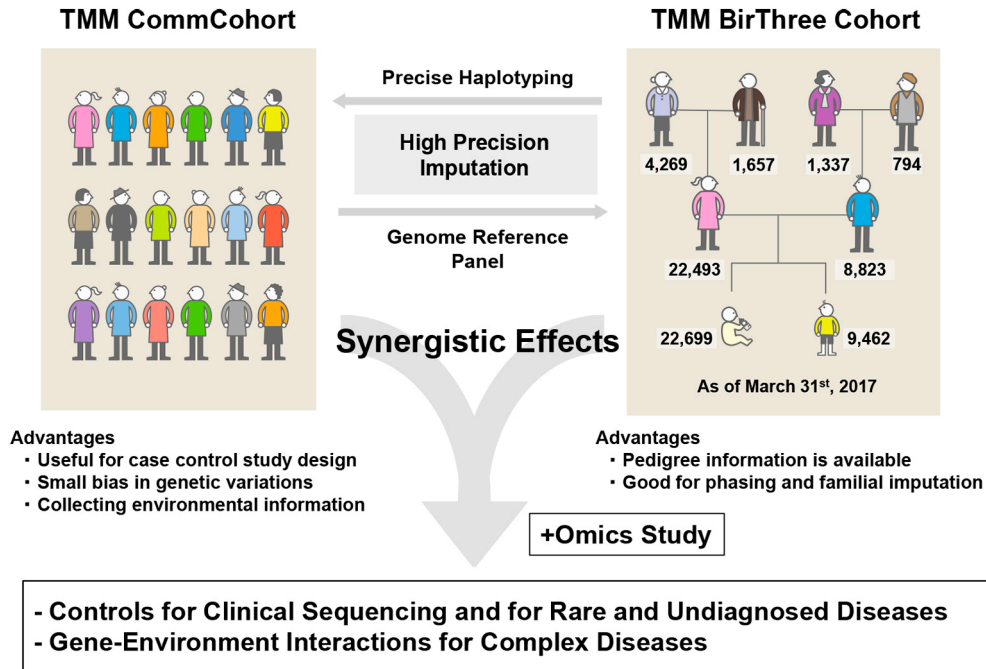 TMM CommCohort
TMM BirThree Cohort
Precise Haplotyping
High Precision
Imputation
Genome Reference
Panel
4,269
1,657
1,337
794
22,493
8,823
22,699
9,462
As of March 31st, 2017
Synergistic Effects
Advantages
・Useful for case control study design
・Small bias in genetic variations
・Collecting environmental information
Advantages
・Pedigree information is available
・Good for phasing and familial imputation
+Omics Study
- Controls for Clinical Sequencing and for Rare and Undiagnosed Diseases
- Gene-Environment Interactions for Complex Diseases